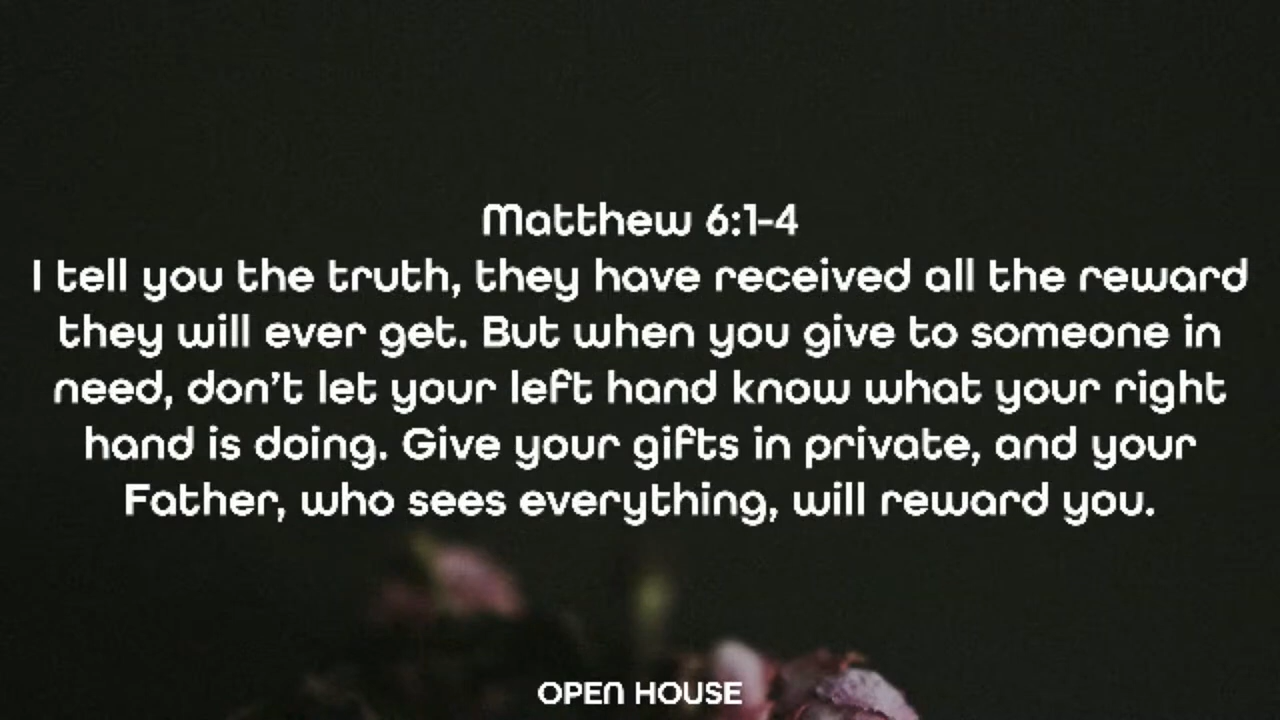 Matthew 6:1-4
I tell you the truth, they have received all the reward
they will ever get. But when you give to someone in
need, don't let your left hand know what your right
hand is doing. Give your gifts in private, and your
Father, who sees everything, will reward you.
OPEN HOUSE